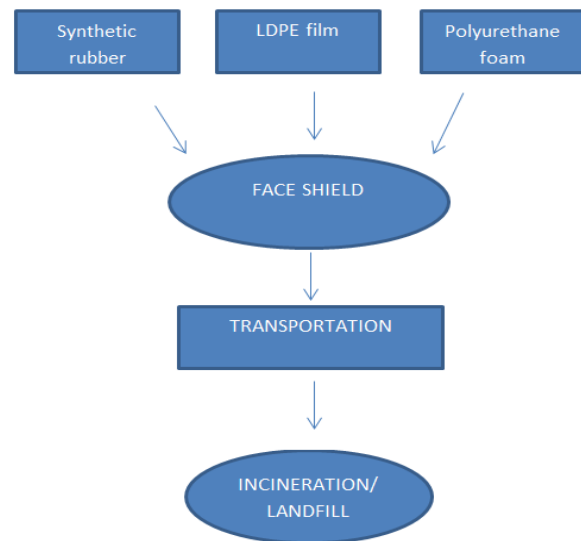 Synthetic
rubber
LDPE film
Polyurethane
foam
FACE SHIELD
TRANSPORTATION
INCINERATION/
LANDFILL